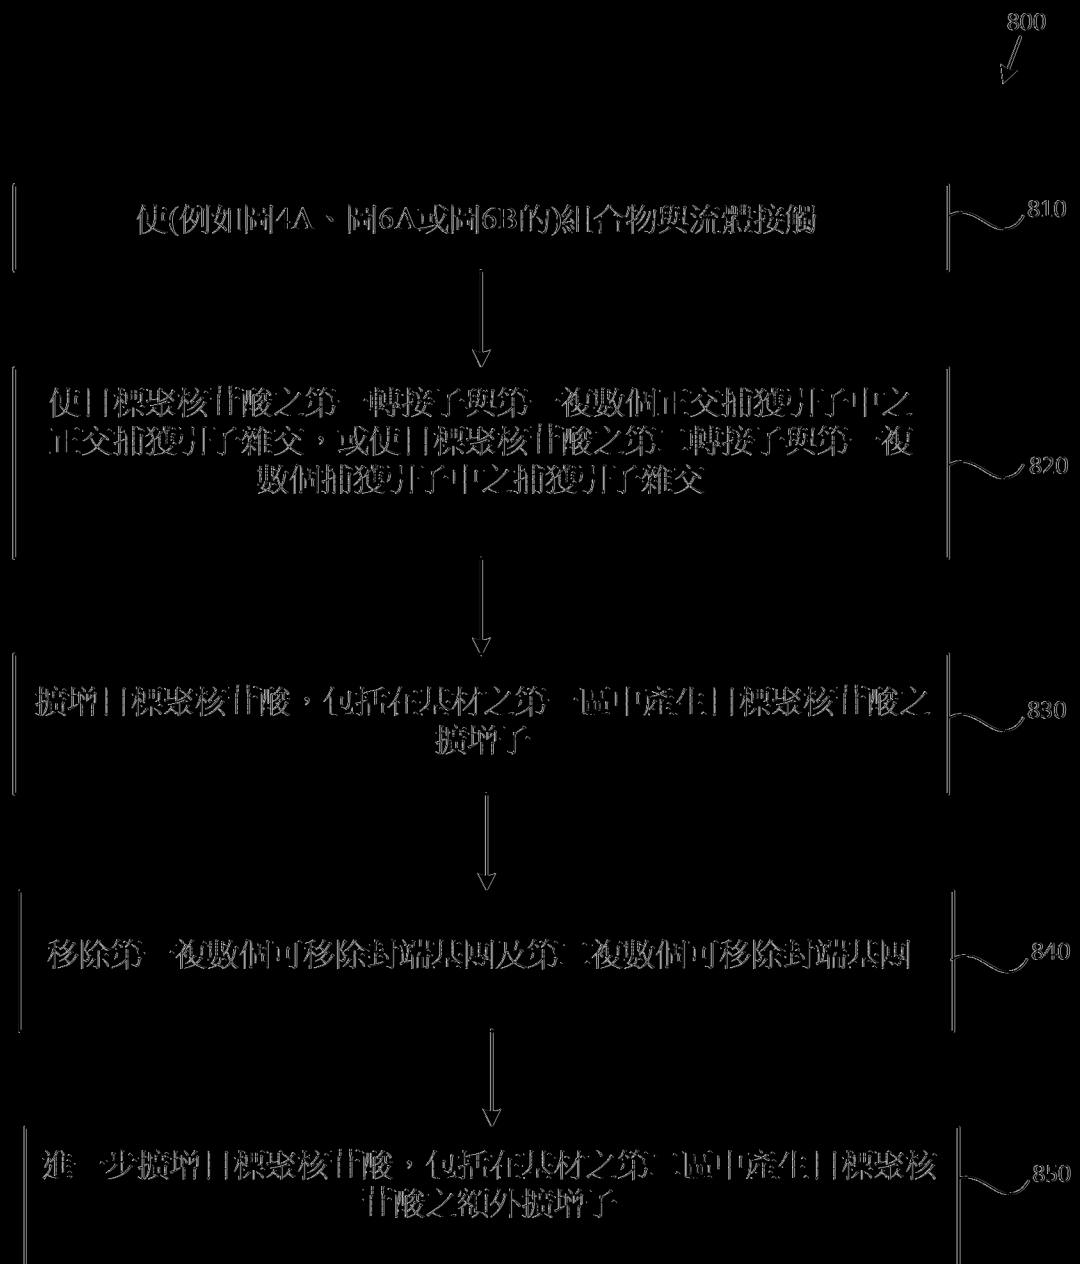 800
使(例如圖4A、圖6A或圖6B的)組合物與流體接觸
810
使目標聚核苷酸之第一轉接子與第一複數個正交捕獲引子中之
正交捕獲引子雜交，或使目標聚核苷酸之第二轉接子與第一複
數個捕獲引子中之捕獲引子雜交
820
擴增目標聚核苷酸，包括在基材之第一區中產生目標聚核苷酸之
擴增子
830
移除第一複數個可移除封端基團及第二複數個可移除封端基團
840
進一步擴增目標聚核苷酸，包括在基材之第二區中產生目標聚核
苷酸之額外擴增子
850